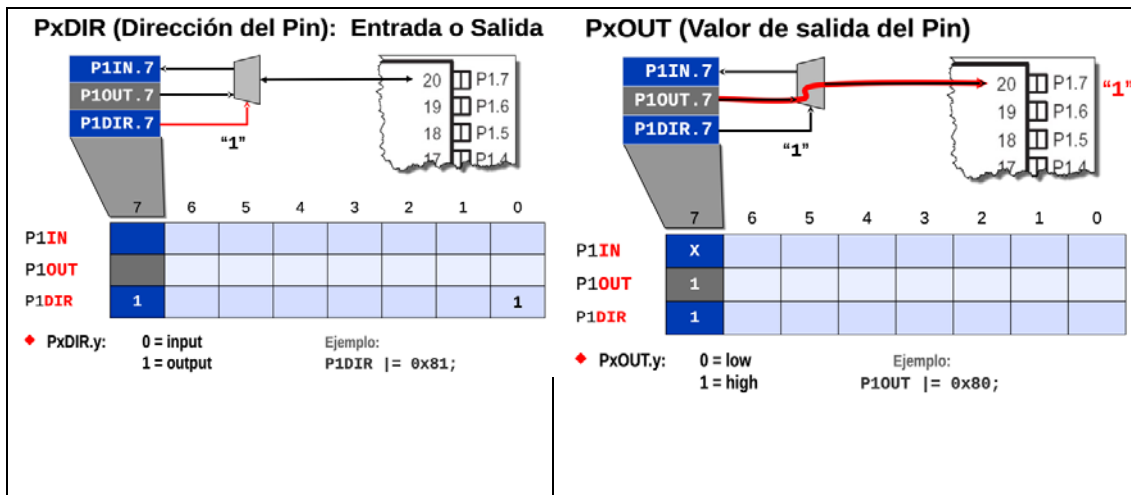 PxDIR (Dirección del Pin): Entrada o Salida
P1IN.7
P1OUT.7
P1DIR.7
"1"
20 P1.7
19 P1.6
18 P1.5
17 P1.4
7 6 5 4 3 2 1 0
P1IN
P1OUT
P1DIR 1 1
PxDIR.y: 0 = input
1 = output
Ejemplo:
P1DIR |= 0x81;
PxOUT (Valor de salida del Pin)
P1IN.7
P1OUT.7
P1DIR.7
"1"
20 P1.7 "1"
19 P1.6
18 P1.5
17 P1.4
7 6 5 4 3 2 1 0
P1IN X
P1OUT 1
P1DIR 1
PxOUT.y: 0 = low
1 = high
Ejemplo:
P1OUT |= 0x80;